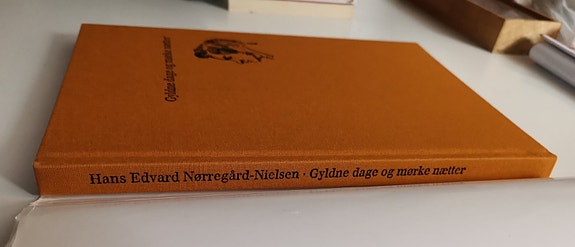 Gyldne dage og mørke nætter
Hans Edvard Nørregård-Nielsen · Gyldne dage og mørke nætter